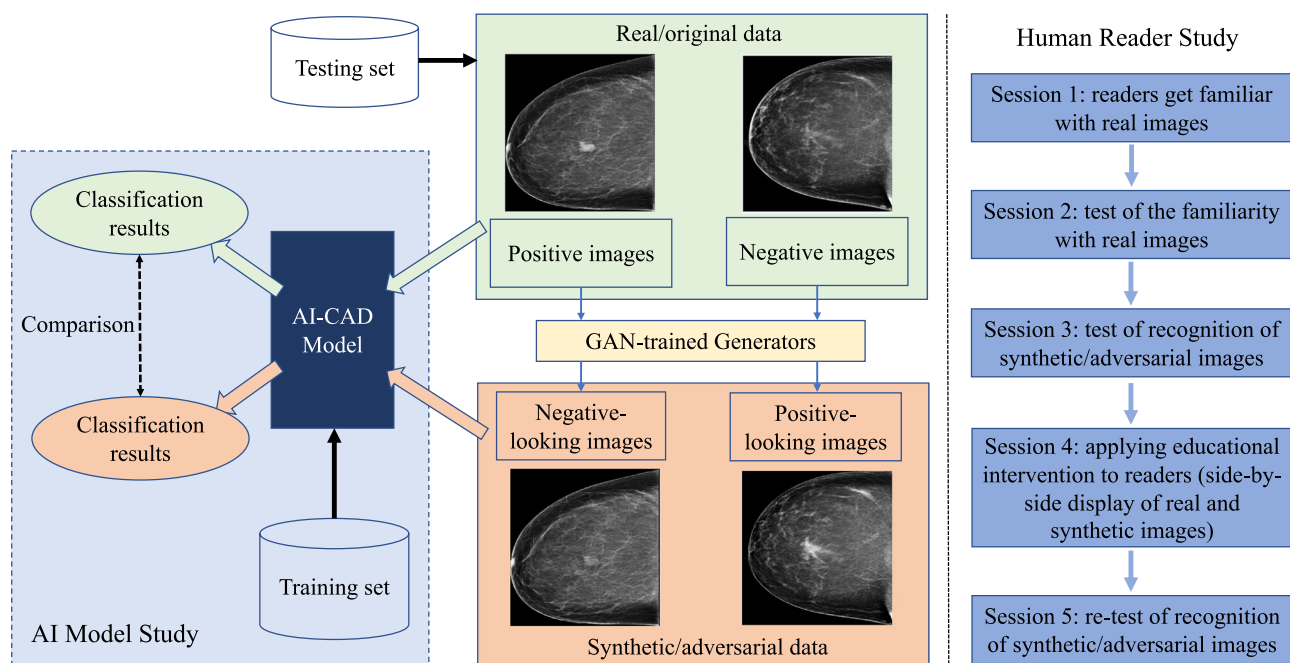 Testing set
Real/original data
Positive images
Negative images
GAN-trained Generators
Negative-
looking images
Positive-
looking images
Synthetic/adversarial data
Classification
results
Comparison
Classification
results
AI-CAD
Model
Training set
AI Model Study
Human Reader Study
Session 1: readers get familiar
with real images
Session 2: test of the familiarity
with real images
Session 3: test of recognition of
synthetic/adversarial images
Session 4: applying educational
intervention to readers (side-by-
side display of real and
synthetic images)
Session 5: re-test of recognition
of synthetic/adversarial images